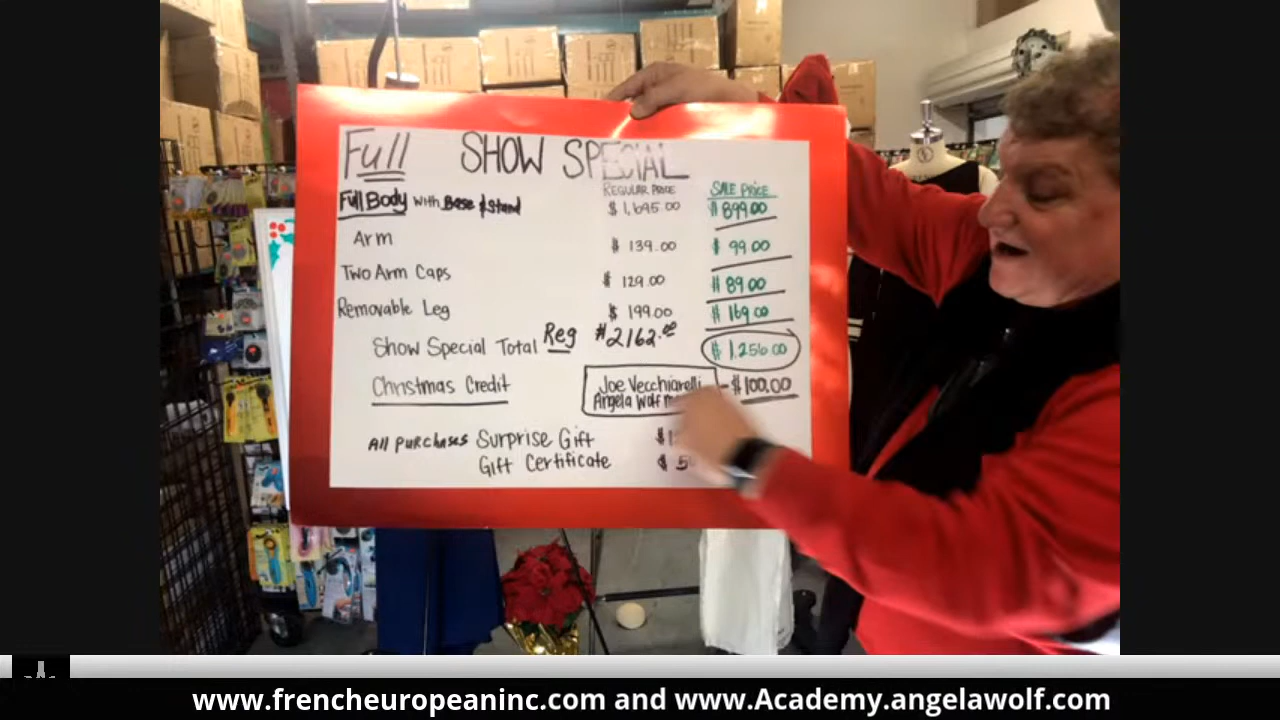 Full SHOW SPECIAL
REGULAR PRICE SALE PRICE
Full Body with Base & Stand $1,695.00 $899.00
Arm $139.00 $99.00
Two Arm Caps $129.00 $89.00
Removable Leg $199.00 $169.00
Show Special Total Reg $2162.00 $1,256.00
Christmas Credit Joe Vecchiarelli -$100.00
Angela Wolf
All Purchases Surprise Gift
Gift Certificate
www.frencheuropeaninc.com and www.Academy.angelawolf.com